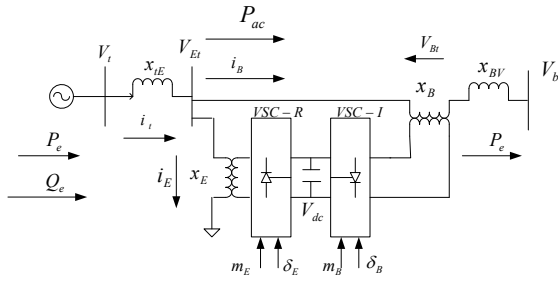 P_ac
V_t
x_tE
V_Et
i_B
V_Bt
x_B
x_BV
V_b
VSC – R
VSC – I
i_t
P_e
Q_e
i_E
x_E
V_dc
P_e
m_E
δ_E
m_B
δ_B